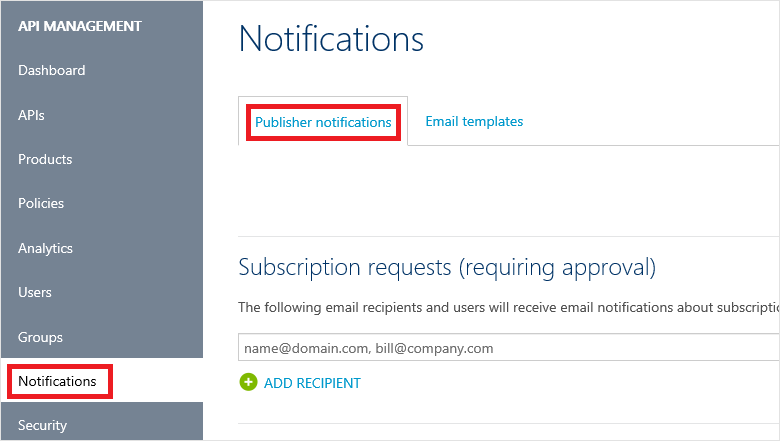 API MANAGEMENT
Dashboard
APIs
Products
Policies
Analytics
Users
Groups
Notifications
Security
Notifications
Publisher notifications
Email templates
Subscription requests (requiring approval)
The following email recipients and users will receive email notifications about subscriptio
name@domain.com, bill@company.com
ADD RECIPIENT